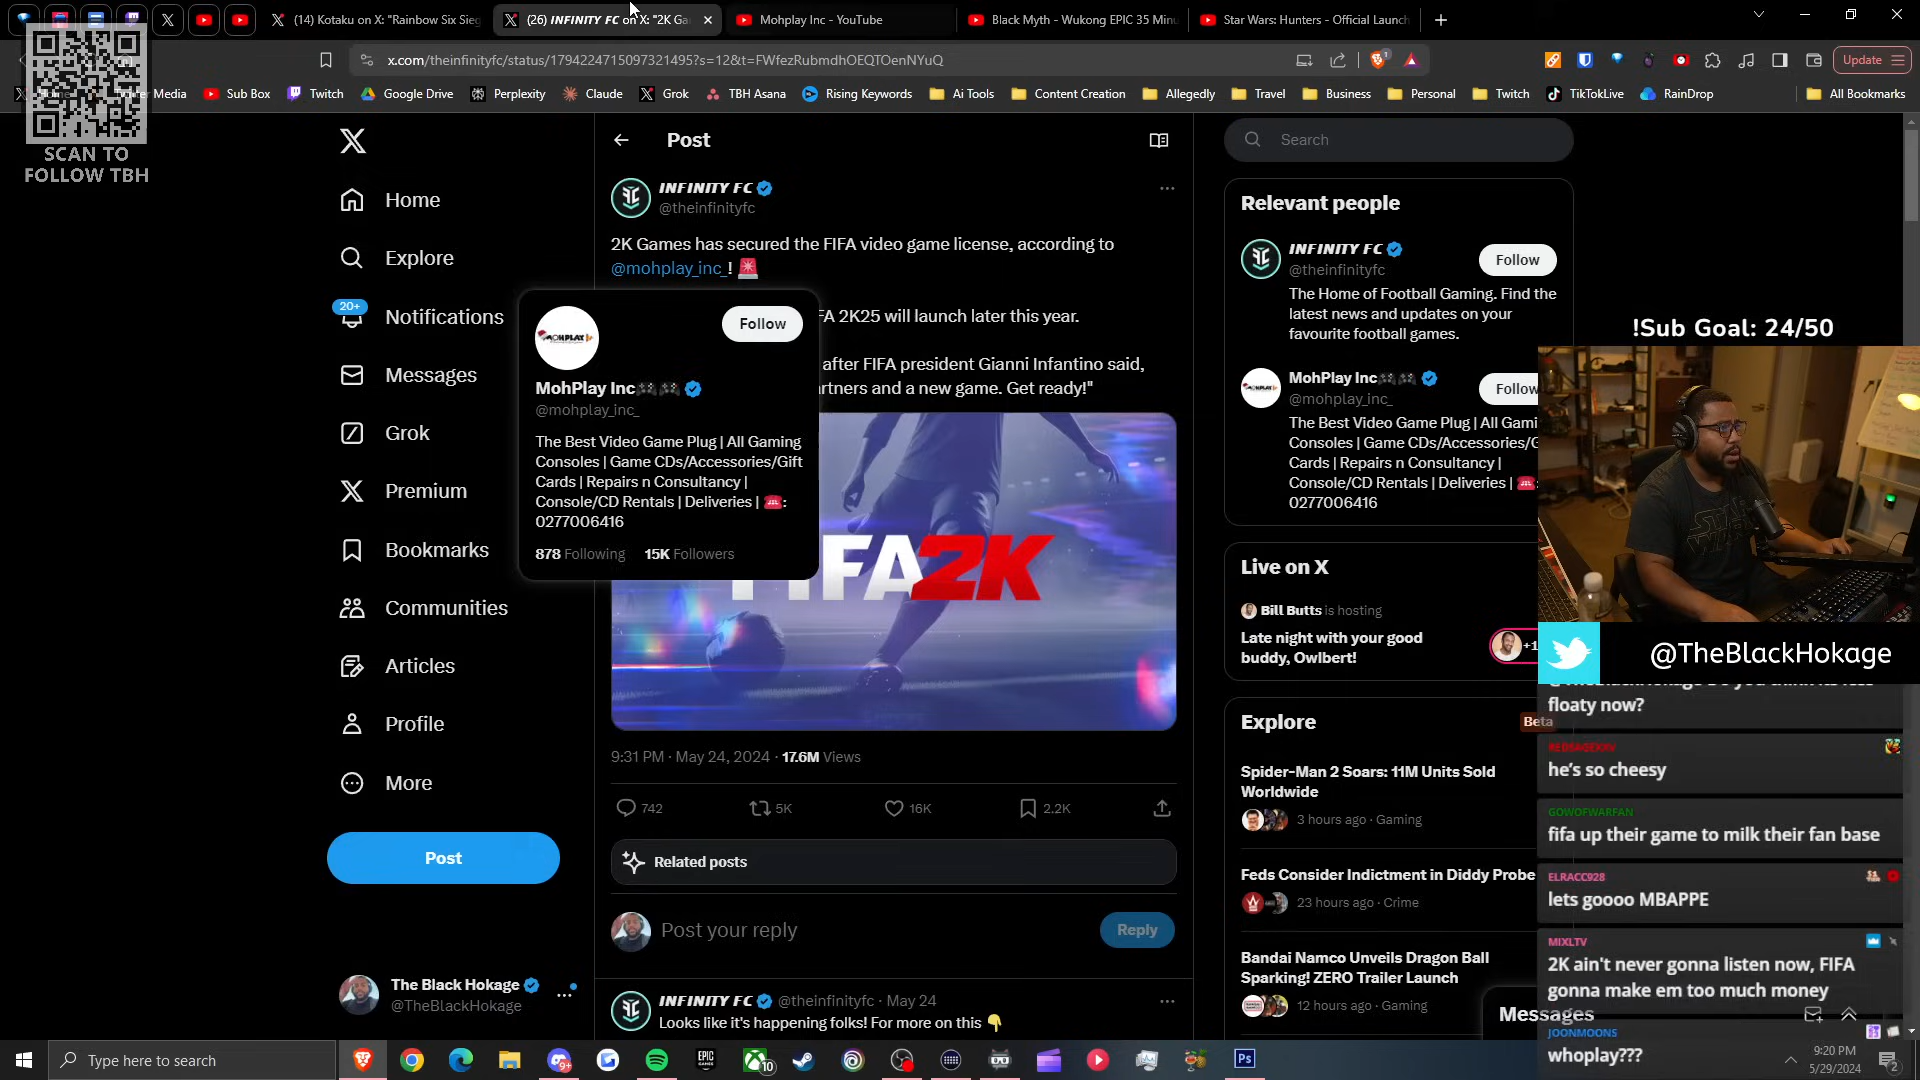 (14) Kotaku on X: "Rainbow Six Sieg
(26) INFINITY FC on X: "2K Ga
Mohplay Inc - YouTube
Black Myth - Wukong EPIC 35 Minu
Star Wars: Hunters - Official Launch
x.com/theinfinityfc/status/1794224715097321495?s=12&t=FWfezRubmdhOEQTOenNYuQ
Update
Media
Sub Box
Twitch
Google Drive
Perplexity
Claude
Grok
TBH Asana
Rising Keywords
Ai Tools
Content Creation
Allegedly
Travel
Business
Personal
Twitch
TikTokLive
RainDrop
All Bookmarks
SCAN TO
FOLLOW TBH
Home
Explore
20+
Notifications
Messages
Grok
Premium
Bookmarks
Communities
Articles
Profile
More
Post
The Black Hokage
@TheBlackHokage
Post
INFINITY FC
@theinfinityfc
2K Games has secured the FIFA video game license, according to
@mohplay_inc_! 🚨
FA 2K25 will launch later this year.
after FIFA president Gianni Infantino said,
rtners and a new game. Get ready!"
Follow
MohPlay Inc🎮🎮
@mohplay_inc_
The Best Video Game Plug | All Gaming
Consoles | Game CDs/Accessories/Gift
Cards | Repairs n Consultancy |
Console/CD Rentals | Deliveries | ☎️:
0277006416
878 Following 15K Followers
FIFA2K
9:31 PM · May 24, 2024 · 17.6M Views
742
5K
16K
2.2K
Related posts
Post your reply
Reply
INFINITY FC @theinfinityfc · May 24
Looks like it's happening folks! For more on this 👇
Search
Relevant people
INFINITY FC
@theinfinityfc
Follow
The Home of Football Gaming. Find the
latest news and updates on your
favourite football games.
MohPlay Inc🎮🎮
@mohplay_inc_
Follow
The Best Video Game Plug | All Gaming
Consoles | Game CDs/Accessories/G
Cards | Repairs n Consultancy |
Console/CD Rentals | Deliveries | ☎️:
0277006416
Live on X
Bill Butts is hosting
Late night with your good
buddy, Owlbert!
+1
Explore
Beta
Spider-Man 2 Soars: 11M Units Sold
Worldwide
3 hours ago · Gaming
Feds Consider Indictment in Diddy Probe
23 hours ago · Crime
Bandai Namco Unveils Dragon Ball
Sparking! ZERO Trailer Launch
12 hours ago · Gaming
Messages
!Sub Goal: 24/50
@TheBlackHokage
floaty now?
REDSAGEXXV
he's so cheesy
GOWOFWARFAN
fifa up their game to milk their fan base
ELRACC928
lets goooo MBAPPE
MIXLTV
2K ain't never gonna listen now, FIFA
gonna make em too much money
JOONMOONS
whoplay???
Type here to search
9+
EPIC
GAMES
10
Ps
9:20 PM
5/29/2024
2